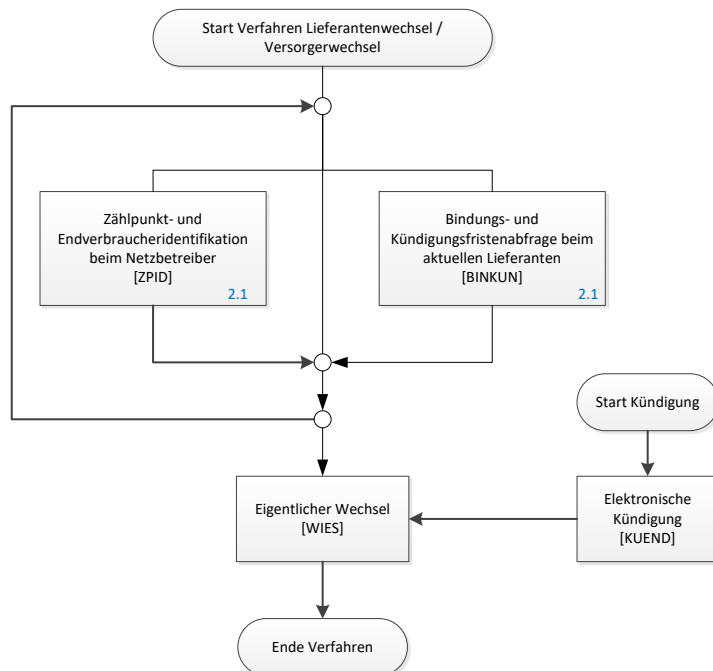 Start Verfahren Lieferantenwechsel /
Versorgerwechsel
Zählpunkt- und
Endverbraucheridentifikation
beim Netzbetreiber
[ZPID]
2.1
Bindungs- und
Kündigungsfristenabfrage beim
aktuellen Lieferanten
[BINKUN]
2.1
Start Kündigung
Eigentlicher Wechsel
[WIES]
Elektronische
Kündigung
[KUEND]
Ende Verfahren